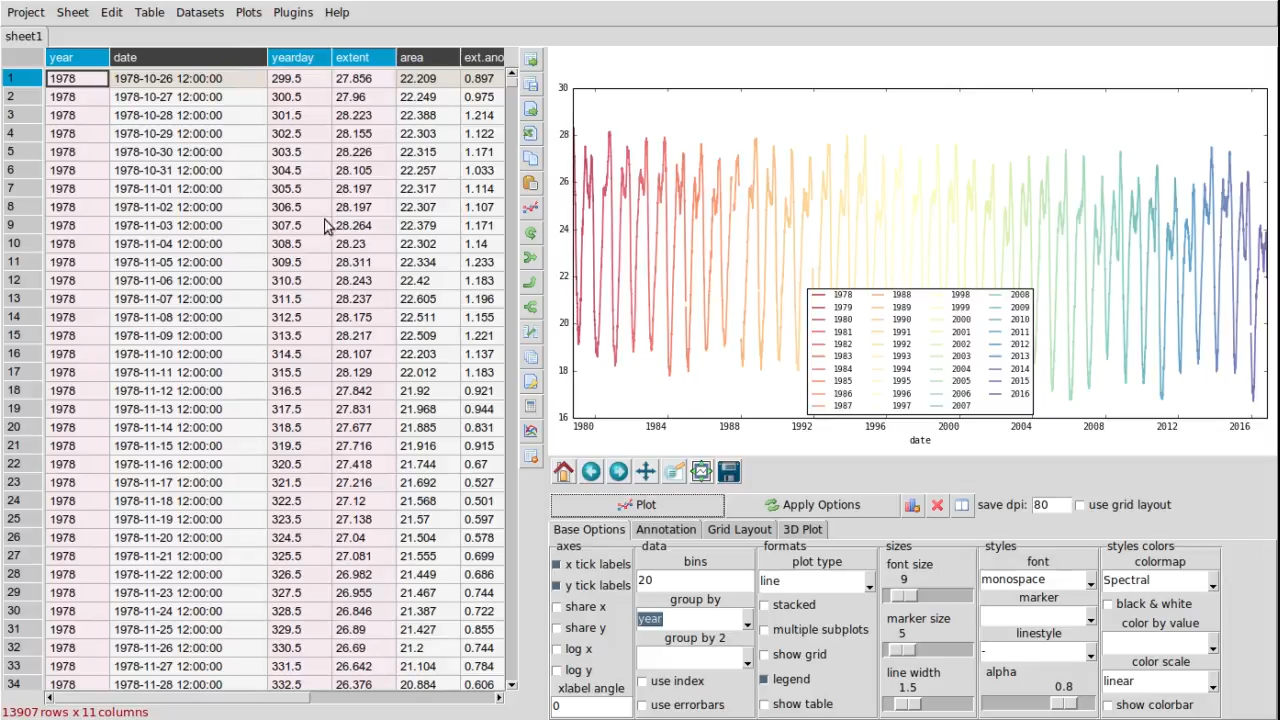 Project Sheet Edit Table Datasets Plots Plugins Help
sheet1
year date yearday extent area ext.ano
1 1978 1978-10-26 12:00:00 299.5 27.856 22.209 0.897
2 1978 1978-10-27 12:00:00 300.5 27.96 22.249 0.975
3 1978 1978-10-28 12:00:00 301.5 28.223 22.388 1.214
4 1978 1978-10-29 12:00:00 302.5 28.155 22.303 1.122
5 1978 1978-10-30 12:00:00 303.5 28.226 22.315 1.171
6 1978 1978-10-31 12:00:00 304.5 28.105 22.257 1.033
7 1978 1978-11-01 12:00:00 305.5 28.197 22.317 1.114
8 1978 1978-11-02 12:00:00 306.5 28.197 22.307 1.107
9 1978 1978-11-03 12:00:00 307.5 28.264 22.379 1.171
10 1978 1978-11-04 12:00:00 308.5 28.23 22.302 1.14
11 1978 1978-11-05 12:00:00 309.5 28.311 22.334 1.233
12 1978 1978-11-06 12:00:00 310.5 28.243 22.42 1.183
13 1978 1978-11-07 12:00:00 311.5 28.237 22.605 1.196
14 1978 1978-11-08 12:00:00 312.5 28.175 22.511 1.155
15 1978 1978-11-09 12:00:00 313.5 28.217 22.509 1.221
16 1978 1978-11-10 12:00:00 314.5 28.107 22.203 1.137
17 1978 1978-11-11 12:00:00 315.5 28.129 22.012 1.183
18 1978 1978-11-12 12:00:00 316.5 27.842 21.92 0.921
19 1978 1978-11-13 12:00:00 317.5 27.831 21.968 0.944
20 1978 1978-11-14 12:00:00 318.5 27.677 21.885 0.831
21 1978 1978-11-15 12:00:00 319.5 27.716 21.916 0.915
22 1978 1978-11-16 12:00:00 320.5 27.418 21.744 0.67
23 1978 1978-11-17 12:00:00 321.5 27.216 21.692 0.527
24 1978 1978-11-18 12:00:00 322.5 27.12 21.568 0.501
25 1978 1978-11-19 12:00:00 323.5 27.138 21.57 0.597
26 1978 1978-11-20 12:00:00 324.5 27.04 21.504 0.578
27 1978 1978-11-21 12:00:00 325.5 27.081 21.555 0.699
28 1978 1978-11-22 12:00:00 326.5 26.982 21.449 0.686
29 1978 1978-11-23 12:00:00 327.5 26.955 21.467 0.744
30 1978 1978-11-24 12:00:00 328.5 26.846 21.387 0.722
31 1978 1978-11-25 12:00:00 329.5 26.89 21.427 0.855
32 1978 1978-11-26 12:00:00 330.5 26.69 21.2 0.744
33 1978 1978-11-27 12:00:00 331.5 26.642 21.104 0.784
34 1978 1978-11-28 12:00:00 332.5 26.376 20.884 0.606
13907 rows x 11 columns
30
28
26
24
22
20
18
16
1978 1988 1998 2008
1979 1989 1999 2009
1980 1990 2000 2010
1981 1991 2001 2011
1982 1992 2002 2012
1983 1993 2003 2013
1984 1994 2004 2014
1985 1995 2005 2015
1986 1996 2006 2016
1987 1997 2007
1980 1984 1988 1992 1996 2000 2004 2008 2012 2016
date
Plot Apply Options save dpi: 80 use grid layout
Base Options Annotation Grid Layout 3D Plot
axes
x tick labels
y tick labels
share x
share y
log x
log y
xlabel angle
0
data
bins
20
group by
year
group by 2
use index
use errorbars
formats
plot type
line
stacked
multiple subplots
show grid
legend
show table
sizes
font size
9
marker size
5
line width
1.5
styles
font
monospace
marker
linestyle
-
alpha
0.8
styles colors
colormap
Spectral
black & white
color by value
color scale
linear
show colorbar